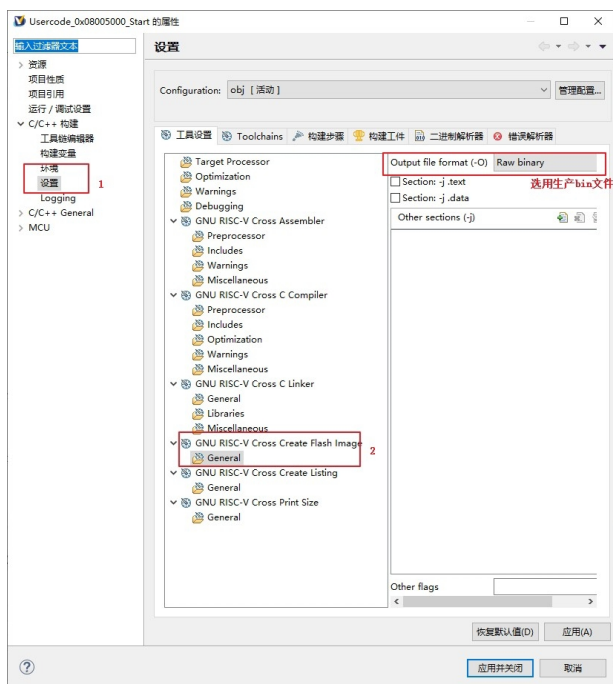 Usercode_0x08005000_Start 的属性
输入过滤器文本
设置
资源
项目性质
项目引用
运行 / 调试设置
C/C++ 构建
工具链编辑器
构建变量
环境
设置
1
Logging
C/C++ General
MCU
Configuration:
obj [ 活动 ]
管理配置...
工具设置
Toolchains
构建步骤
构建工件
二进制解析器
错误解析器
Target Processor
Optimization
Warnings
Debugging
GNU RISC-V Cross Assembler
Preprocessor
Includes
Warnings
Miscellaneous
GNU RISC-V Cross C Compiler
Preprocessor
Includes
Optimization
Warnings
Miscellaneous
GNU RISC-V Cross C Linker
General
Libraries
Miscellaneous
GNU RISC-V Cross Create Flash Image
General
2
GNU RISC-V Cross Create Listing
General
GNU RISC-V Cross Print Size
General
Output file format (-O)
Raw binary
Section: -j .text
选用生产bin文件
Section: -j .data
Other sections (-j)
Other flags
恢复默认值(D)
应用(A)
应用并关闭
取消